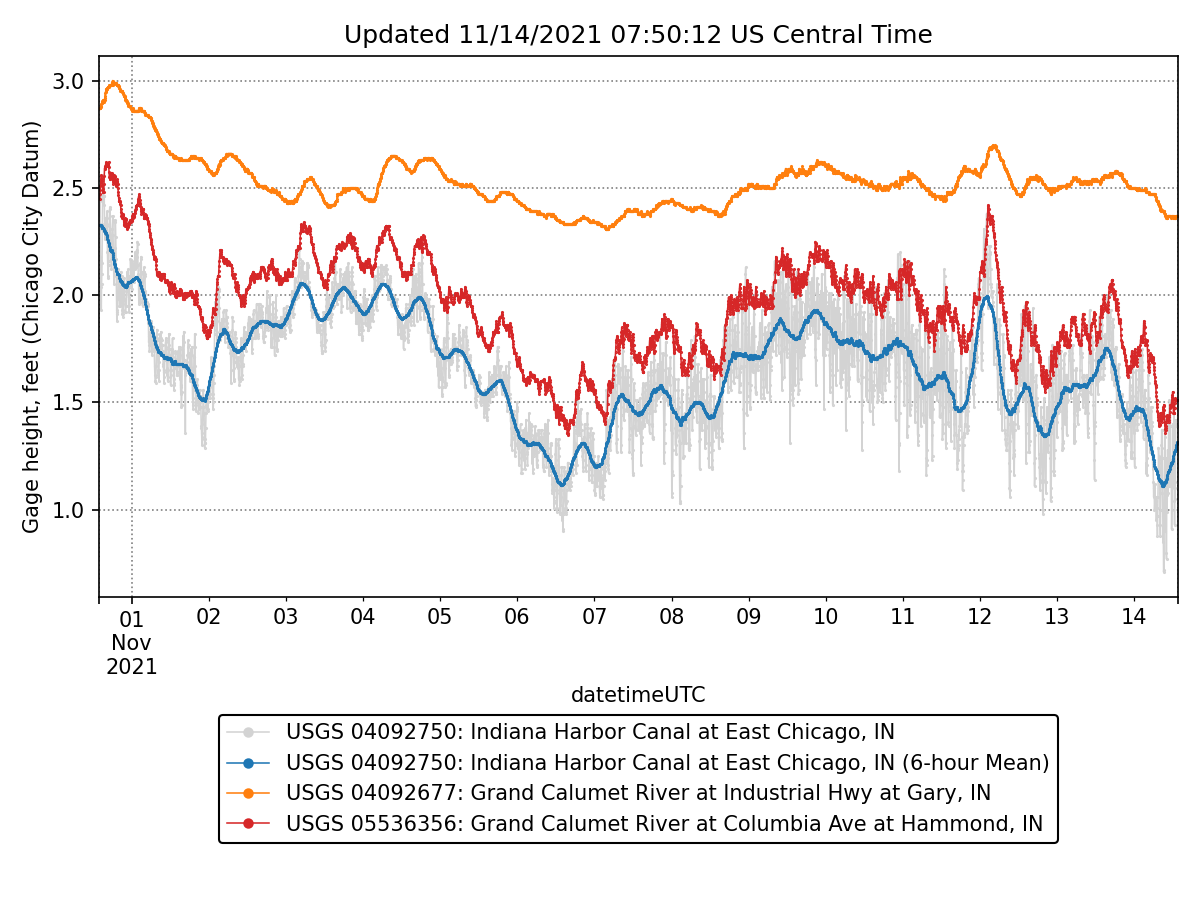 Updated 11/14/2021 07:50:12 US Central Time
Gage height, feet (Chicago City Datum)
3.0
2.5
2.0
1.5
1.0
01 02 03 04 05 06 07 08 09 10 11 12 13 14
Nov
2021
datetimeUTC
USGS 04092750: Indiana Harbor Canal at East Chicago, IN
USGS 04092750: Indiana Harbor Canal at East Chicago, IN (6-hour Mean)
USGS 04092677: Grand Calumet River at Industrial Hwy at Gary, IN
USGS 05536356: Grand Calumet River at Columbia Ave at Hammond, IN